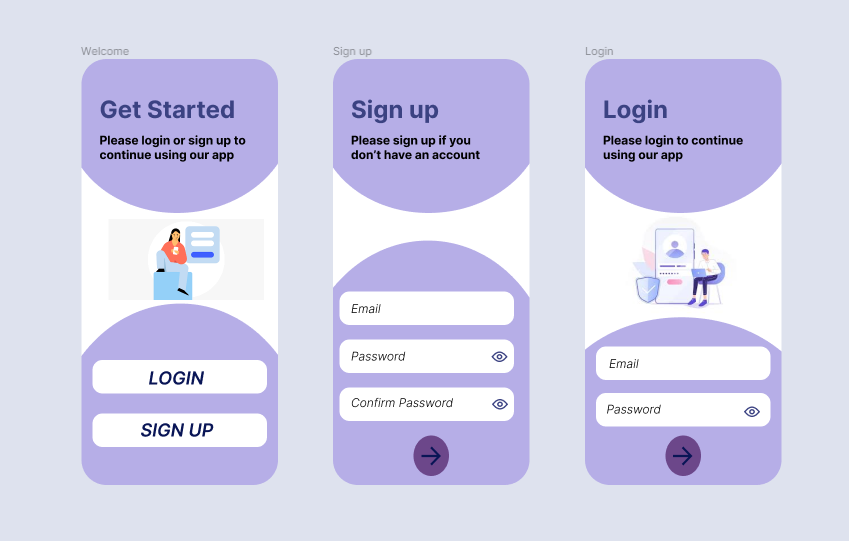 Welcome
Get Started
Please login or sign up to
continue using our app
LOGIN
SIGN UP
Sign up
Sign up
Please sign up if you
don't have an account
Email
Password
Confirm Password
Login
Login
Please login to continue
using our app
Email
Password